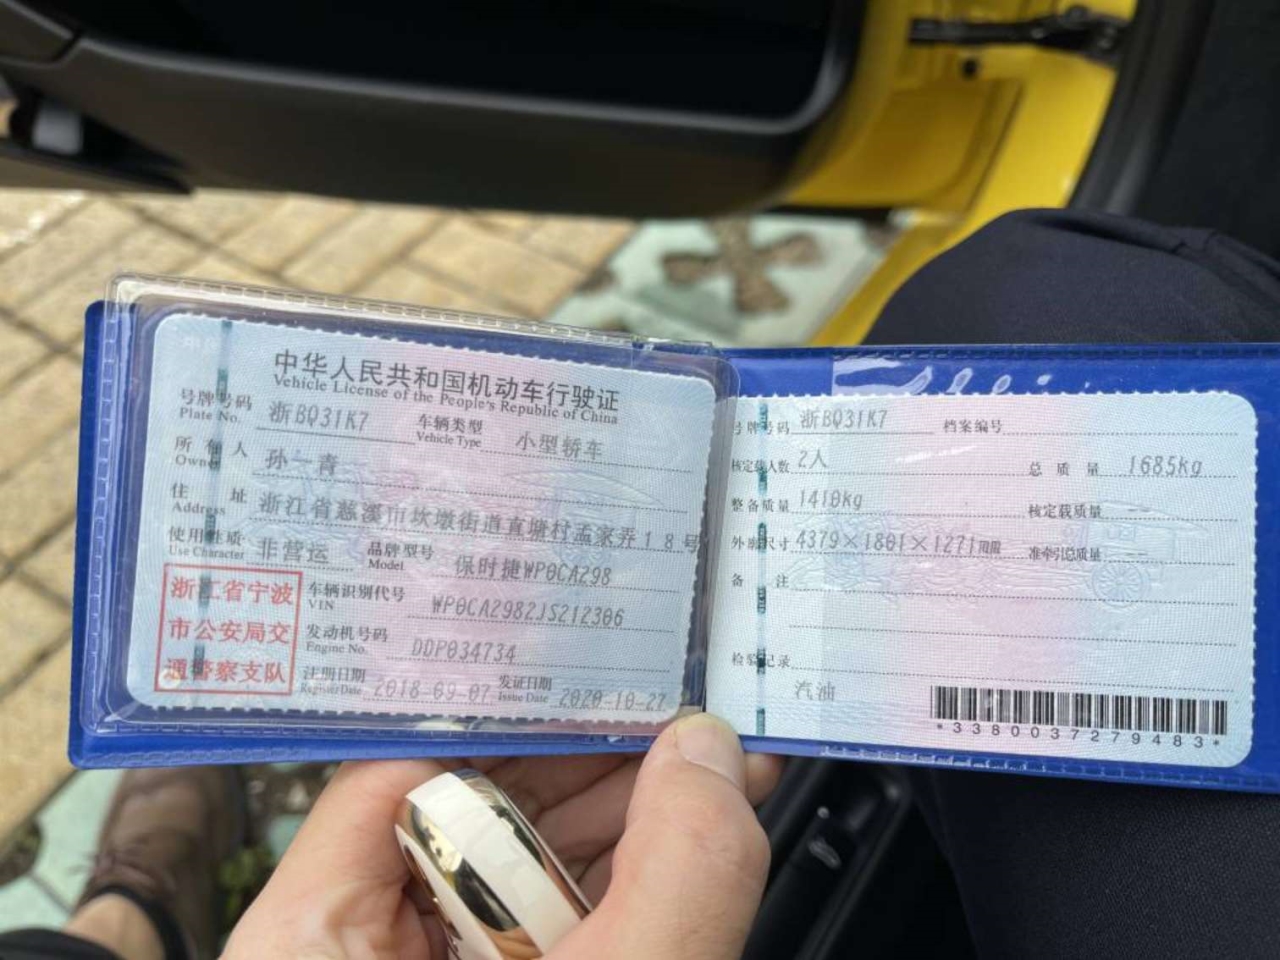 中华人民共和国机动车行驶证
Vehicle License of the People's Republic of China
号牌号码 浙BQ31K7 车辆类型 小型轿车
Plate No. Vehicle Type
所有人 孙一青
Owner
住址 浙江省慈溪市坎墩街道直塘村孟家弄18号
Address
使用性质 非营运 品牌型号 保时捷WP0CA298
Use Character Model
浙江省宁波
市公安局交
通警察支队
车辆识别代号 WP0CA2982JS212306
VIN
发动机号码 DDP034734
Engine No.
注册日期 2018-09-07 发证日期 2020-10-27
Register Date Issue Date
号牌号码 浙BQ31K7 档案编号
核定载人数 2人 总质量 1685kg
整备质量 1410kg 核定载质量 --
外廓尺寸 4379×1801×1271mm 准牵引总质量 --
备注
检验记录
汽油
*3380037279483*